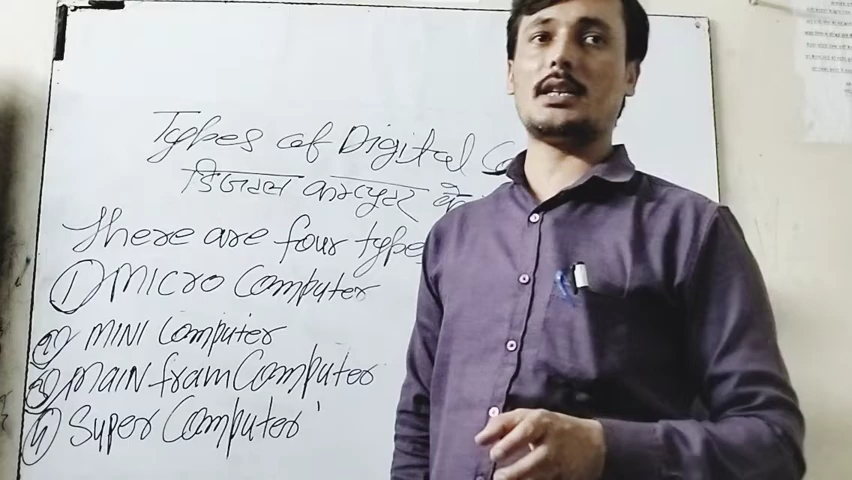 Types of Digital C
डिजिटल कम्प्युटर के
There are four type
① MICRO Computer
② MINI Computer
③ MAIN fram Computer
④ Super Computer